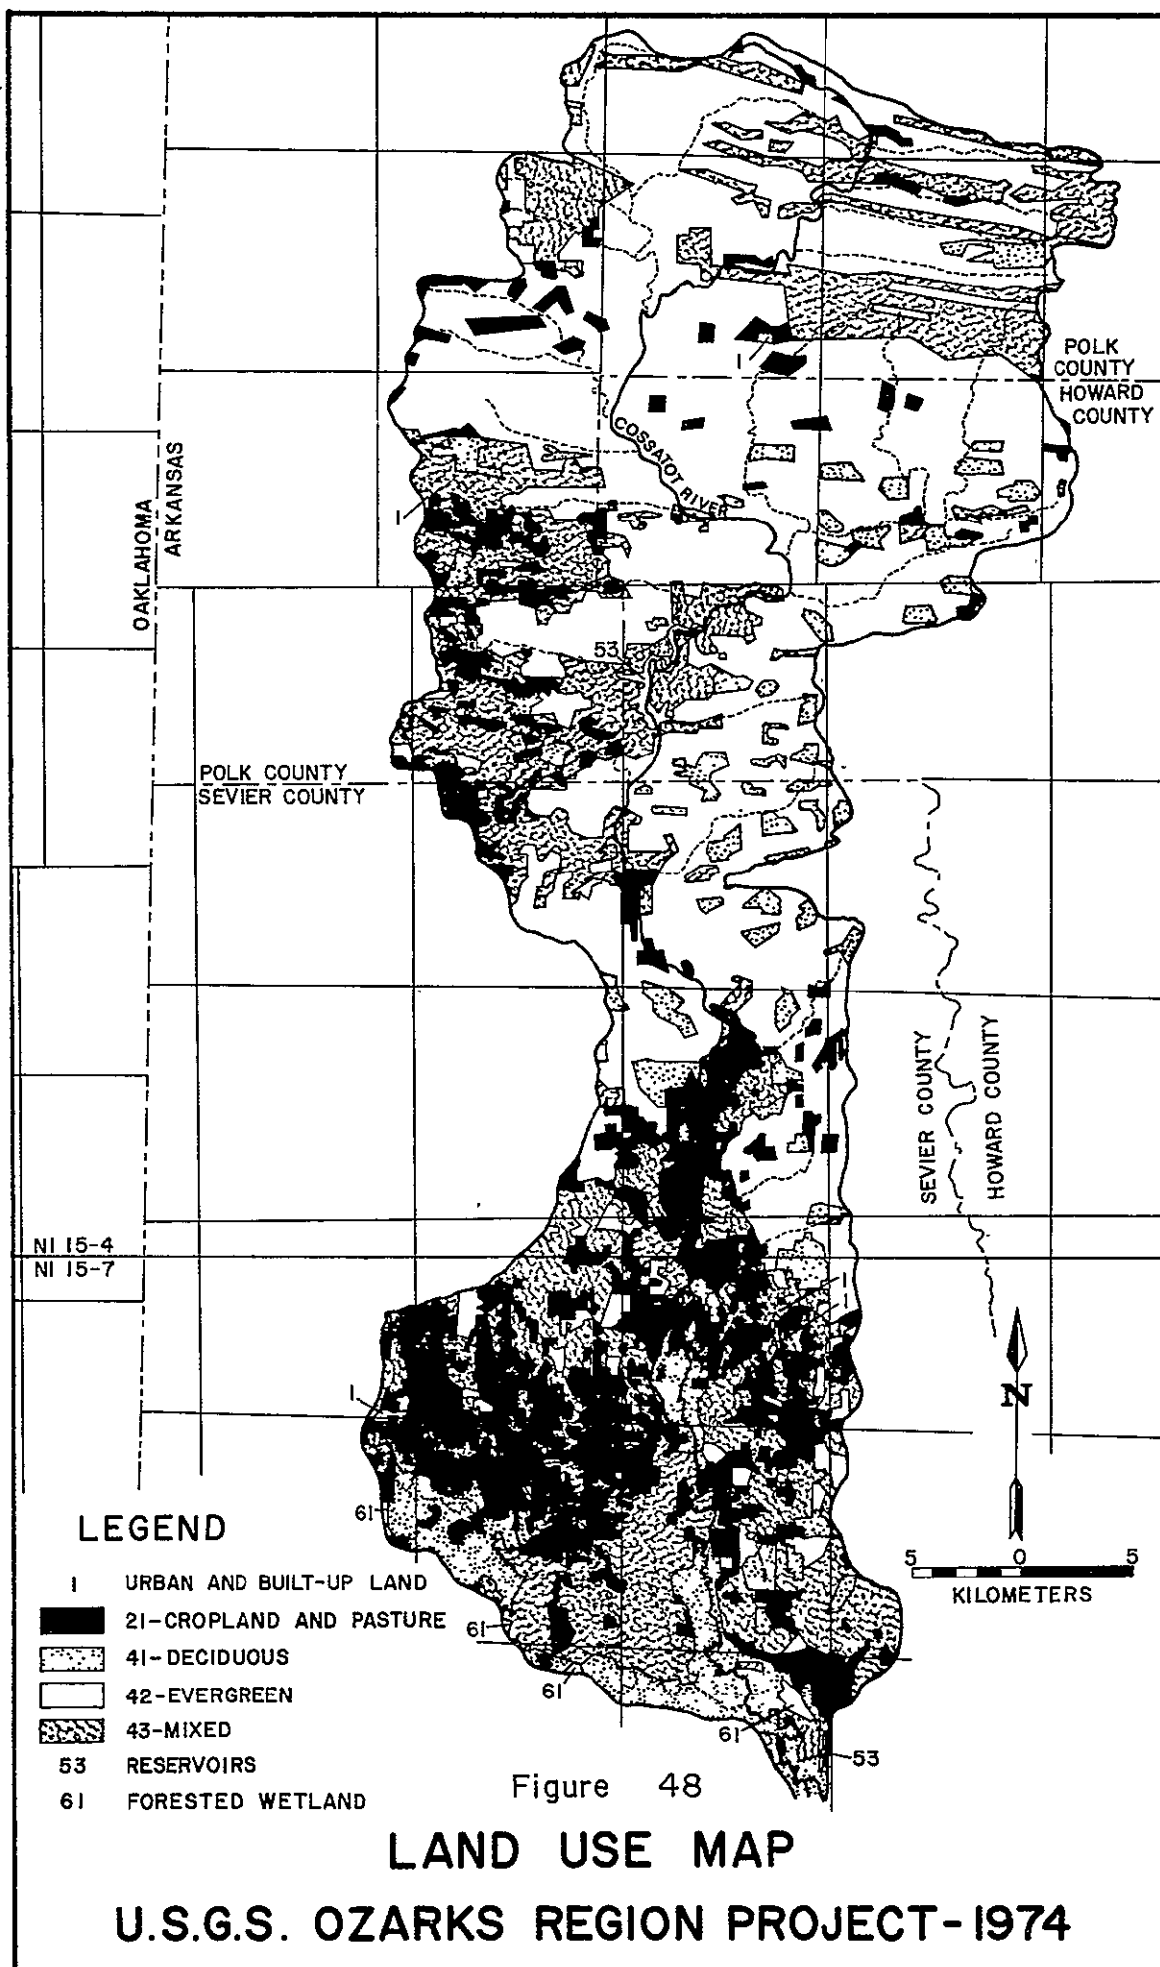 POLK
COUNTY
HOWARD
COUNTY
1
COSSATOT RIVER
OAKLAHOMA
ARKANSAS
1
53
POLK COUNTY
SEVIER COUNTY
SEVIER COUNTY
HOWARD COUNTY
NI 15-4
NI 15-7
1
1
N
61
LEGEND
5 0 5
KILOMETERS
1 URBAN AND BUILT-UP LAND
21-CROPLAND AND PASTURE
61
41-DECIDUOUS
42-EVERGREEN
61
43-MIXED
61
53 RESERVOIRS
53
61 FORESTED WETLAND
Figure 48
LAND USE MAP
U.S.G.S. OZARKS REGION PROJECT-1974